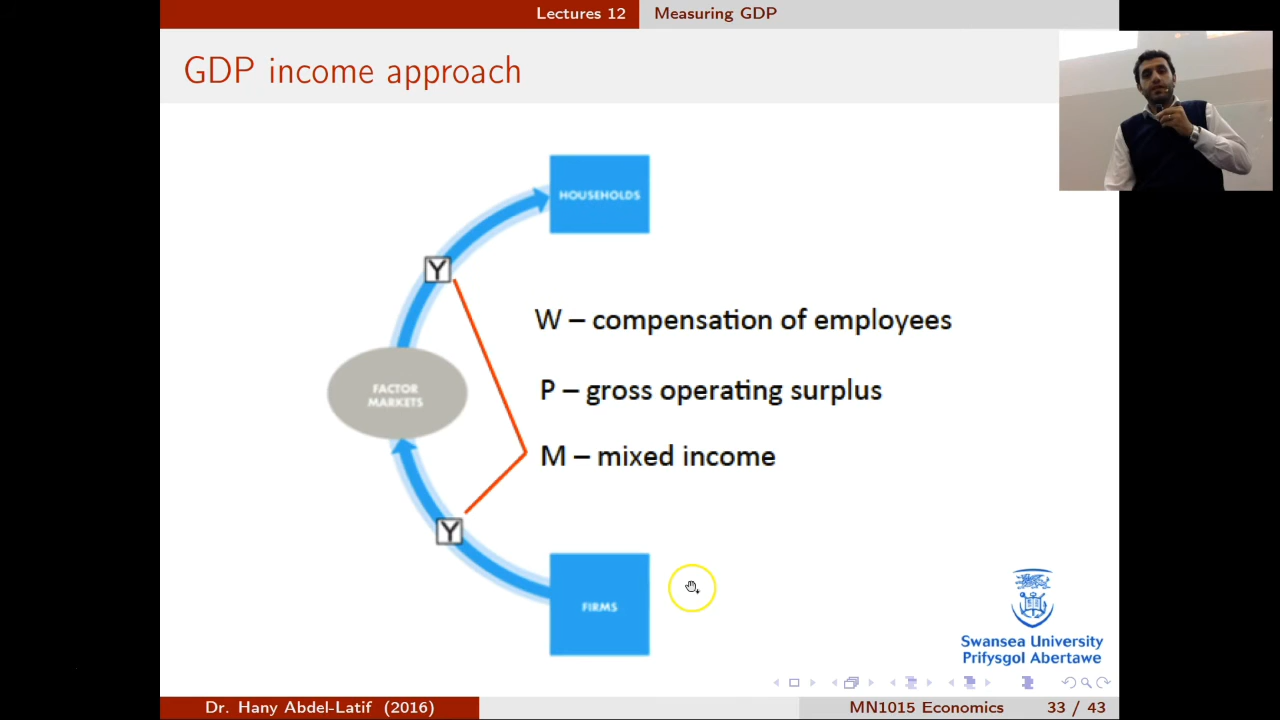 Lectures 12 Measuring GDP
GDP income approach
HOUSEHOLDS
Y
W – compensation of employees
FACTOR
MARKETS
P – gross operating surplus
M – mixed income
Y
FIRMS
Swansea University
Prifysgol Abertawe
Dr. Hany Abdel-Latif (2016) MN1015 Economics 33 / 43